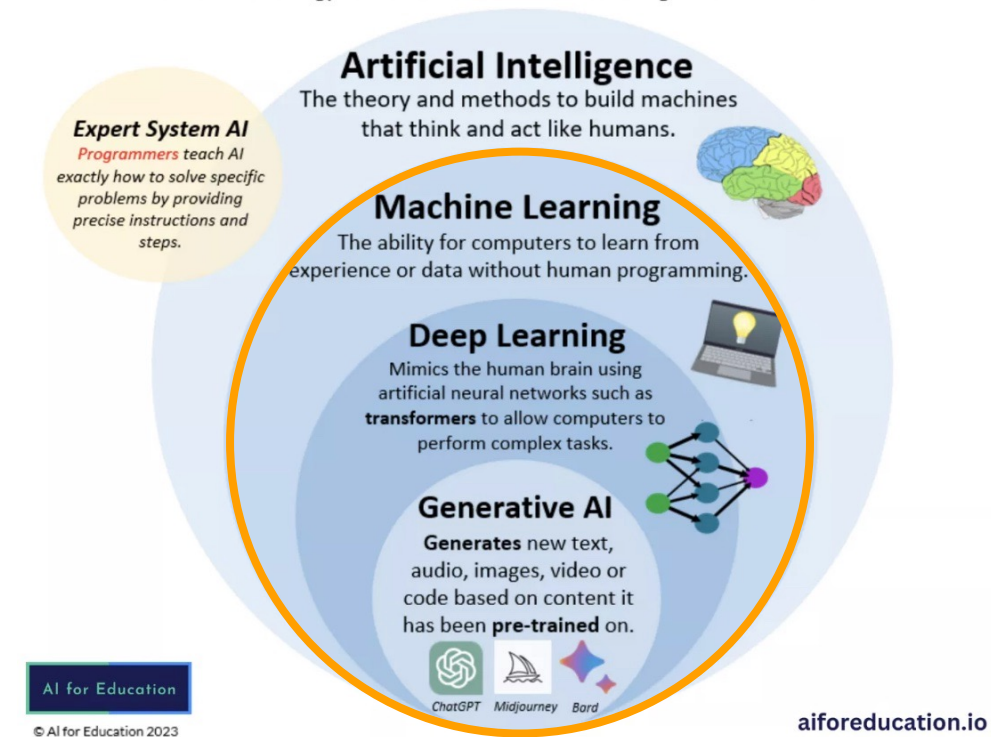 Artificial Intelligence
The theory and methods to build machines
that think and act like humans.
Expert System AI
Programmers teach AI
exactly how to solve specific
problems by providing
precise instructions and
steps.
Machine Learning
The ability for computers to learn from
experience or data without human programming.
Deep Learning
Mimics the human brain using
artificial neural networks such as
transformers to allow computers to
perform complex tasks.
Generative AI
Generates new text,
audio, images, video or
code based on content it
has been pre-trained on.
ChatGPT Midjourney Bard
AI for Education
© AI for Education 2023
aiforeducation.io